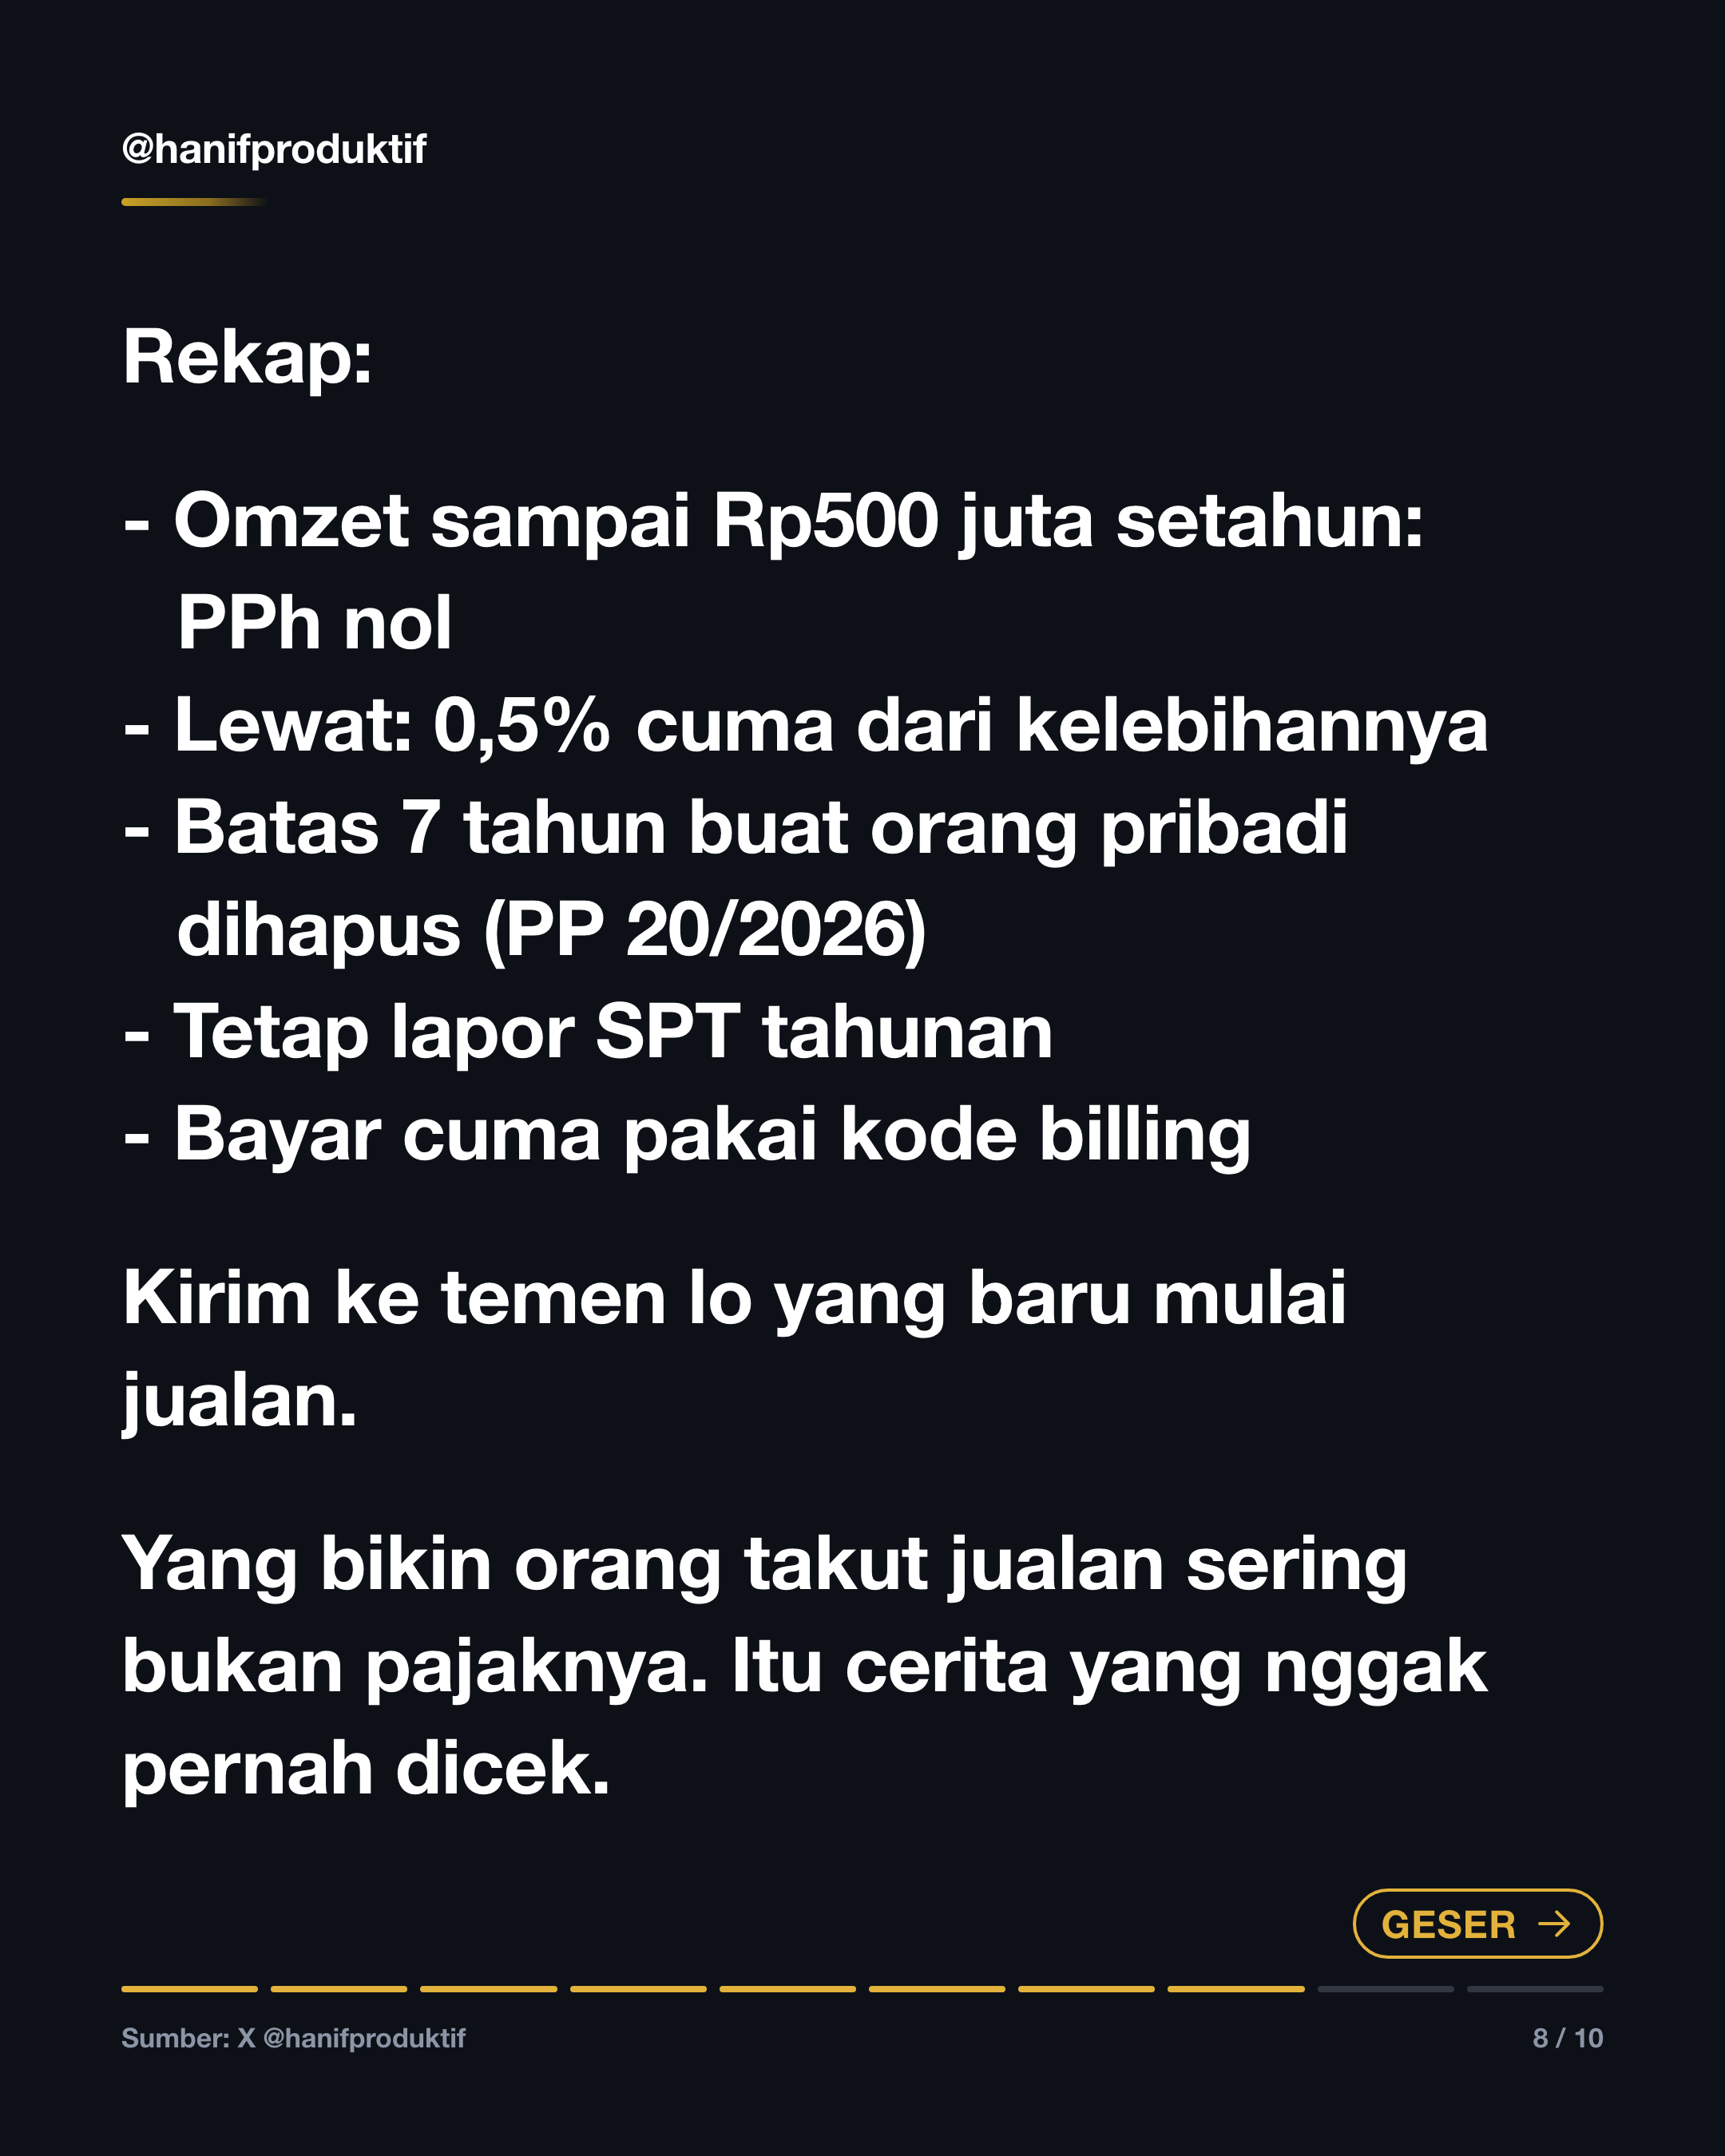 @hanifproduktif
Rekap:
- Omzet sampai Rp500 juta setahun:
PPh nol
- Lewat: 0,5% cuma dari kelebihannya
- Batas 7 tahun buat orang pribadi
dihapus (PP 20/2026)
- Tetap lapor SPT tahunan
- Bayar cuma pakai kode billing
Kirim ke temen lo yang baru mulai
jualan.
Yang bikin orang takut jualan sering
bukan pajaknya. Itu cerita yang nggak
pernah dicek.
GESER →
Sumber: X @hanifproduktif
8 / 10